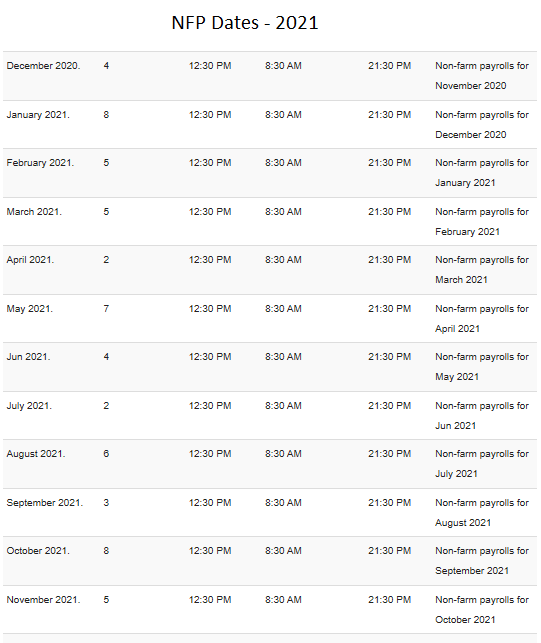 NFP Dates - 2021
December 2020. 4 12:30 PM 8:30 AM 21:30 PM Non-farm payrolls for
November 2020
January 2021. 8 12:30 PM 8:30 AM 21:30 PM Non-farm payrolls for
December 2020
February 2021. 5 12:30 PM 8:30 AM 21:30 PM Non-farm payrolls for
January 2021
March 2021. 5 12:30 PM 8:30 AM 21:30 PM Non-farm payrolls for
February 2021
April 2021. 2 12:30 PM 8:30 AM 21:30 PM Non-farm payrolls for
March 2021
May 2021. 7 12:30 PM 8:30 AM 21:30 PM Non-farm payrolls for
April 2021
Jun 2021. 4 12:30 PM 8:30 AM 21:30 PM Non-farm payrolls for
May 2021
July 2021. 2 12:30 PM 8:30 AM 21:30 PM Non-farm payrolls for
Jun 2021
August 2021. 6 12:30 PM 8:30 AM 21:30 PM Non-farm payrolls for
July 2021
September 2021. 3 12:30 PM 8:30 AM 21:30 PM Non-farm payrolls for
August 2021
October 2021. 8 12:30 PM 8:30 AM 21:30 PM Non-farm payrolls for
September 2021
November 2021. 5 12:30 PM 8:30 AM 21:30 PM Non-farm payrolls for
October 2021